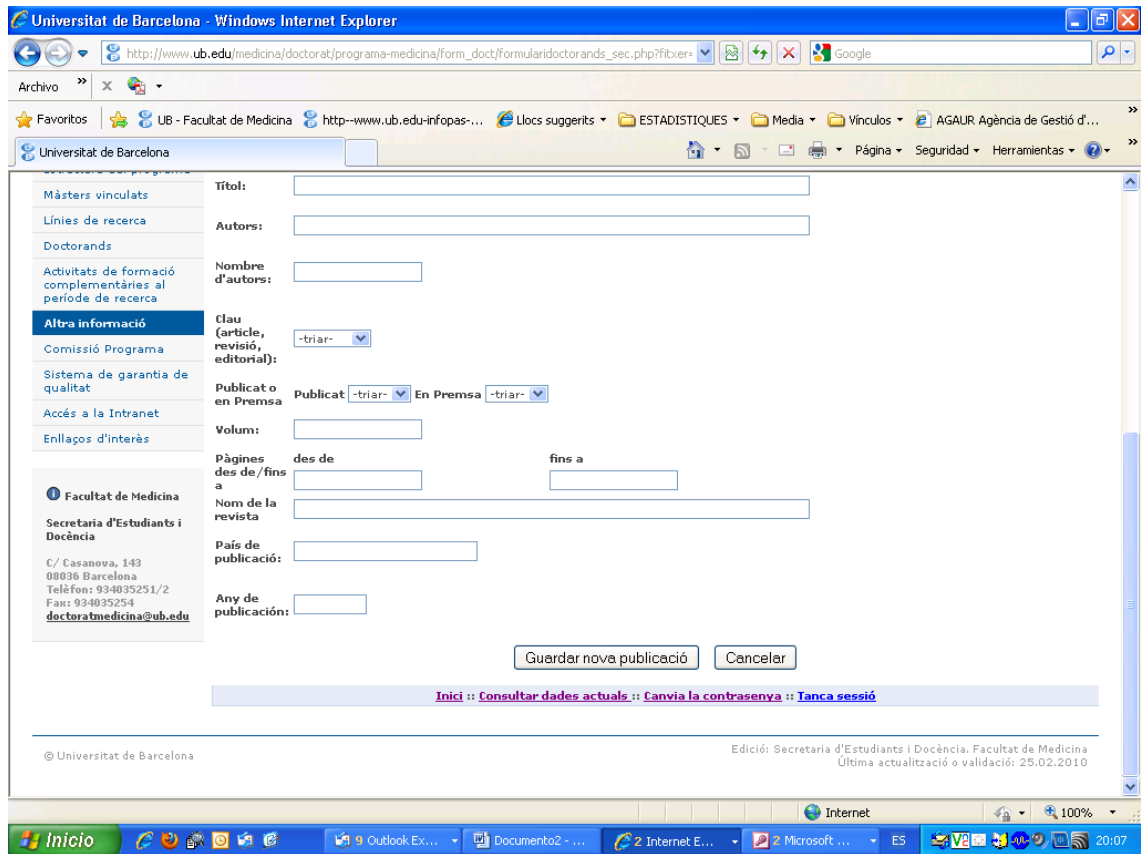 Universitat de Barcelona - Windows Internet Explorer
http://www.ub.edu/medicina/doctorat/programa-medicina/form_doct/formularidoctorands_sec.php?fitxer=
Google
Archivo
Favoritos
UB - Facultat de Medicina
http--www.ub.edu-infopas-...
Llocs suggerits
ESTADISTIQUES
Media
Vínculos
AGAUR Agència de Gestió d'...
Universitat de Barcelona
Página
Seguridad
Herramientas
Estructura del programa
Màsters vinculats
Línies de recerca
Doctorands
Activitats de formació
complementàries al
període de recerca
Altra informació
Comissió Programa
Sistema de garantia de
qualitat
Accés a la Intranet
Enllaços d'interès
Facultat de Medicina
Secretaria d'Estudiants i
Docència
C/ Casanova, 143
08036 Barcelona
Telèfon: 934035251/2
Fax: 934035254
doctoratmedicina@ub.edu
Títol:
Autors:
Nombre
d'autors:
Clau
(article,
revisió,
editorial):
-triar-
Publicat o
en Premsa
Publicat -triar- En Premsa -triar-
Volum:
Pàgines
des de/fins
a
des de
fins a
Nom de la
revista
País de
publicació:
Any de
publicación:
Guardar nova publicació
Cancelar
Inici :: Consultar dades actuals :: Canvia la contrasenya :: Tanca sessió
© Universitat de Barcelona
Edició: Secretaria d'Estudiants i Docència. Facultat de Medicina
Última actualització o validació: 25.02.2010
Internet
100%
Inicio
9 Outlook Ex...
Documento2 - ...
2 Internet E...
2 Microsoft ...
ES
20:07